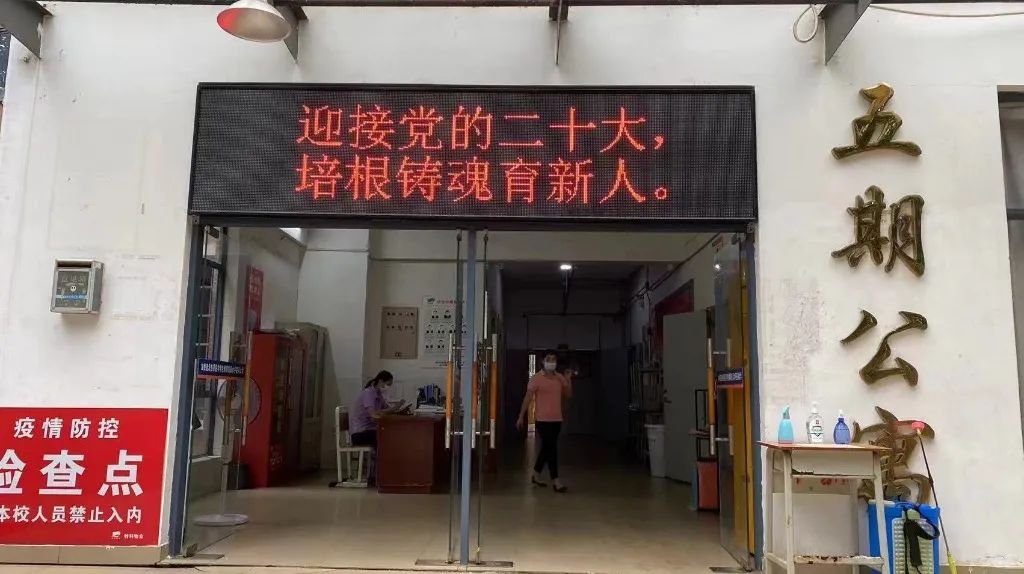 迎接党的二十大，
培根铸魂育新人。
五期公寓
疫情防控
检查点
本校人员禁止入内